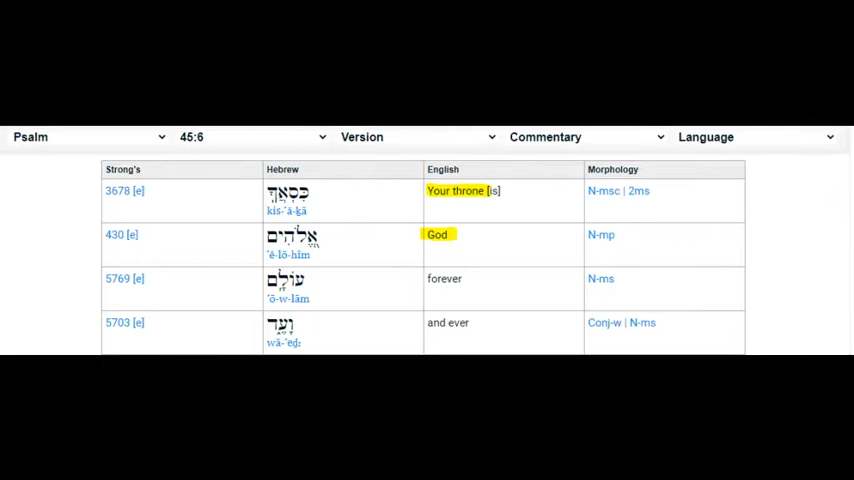 Psalm 45:6 Version Commentary Language
Strong's Hebrew English Morphology
3678 [e] כִּסְאֲךָ֣ Your throne [is] N-msc | 2ms
kis·’ă·ḵā
430 [e] אֱ֭לֹהִים God N-mp
’ĕ·lō·hîm
5769 [e] עוֹלָ֣ם forever N-ms
‘ō·w·lām
5703 [e] וָעֶ֑ד and ever Conj-w | N-ms
wā·‘eḏ;